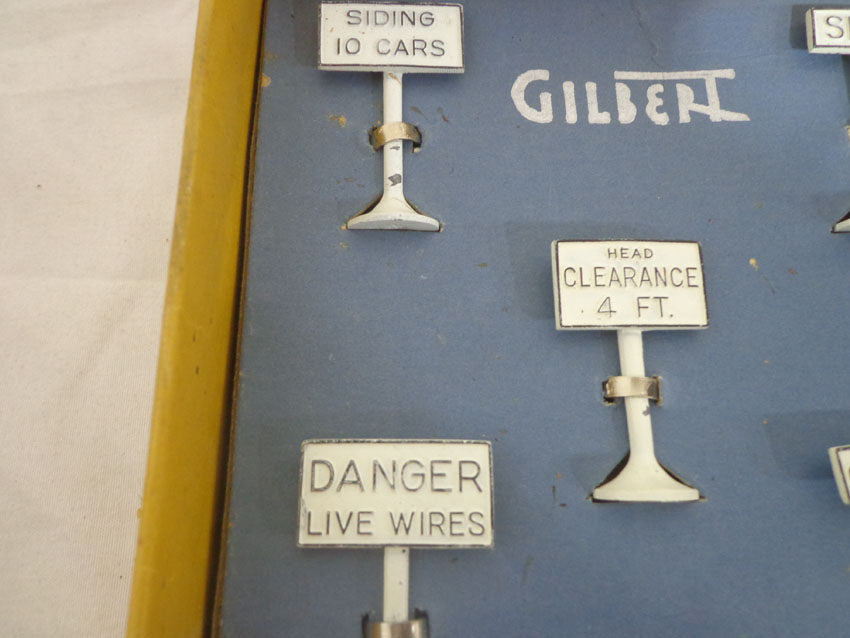 SIDING
10 CARS
GILBERT
HEAD
CLEARANCE
4 FT.
DANGER
LIVE WIRES